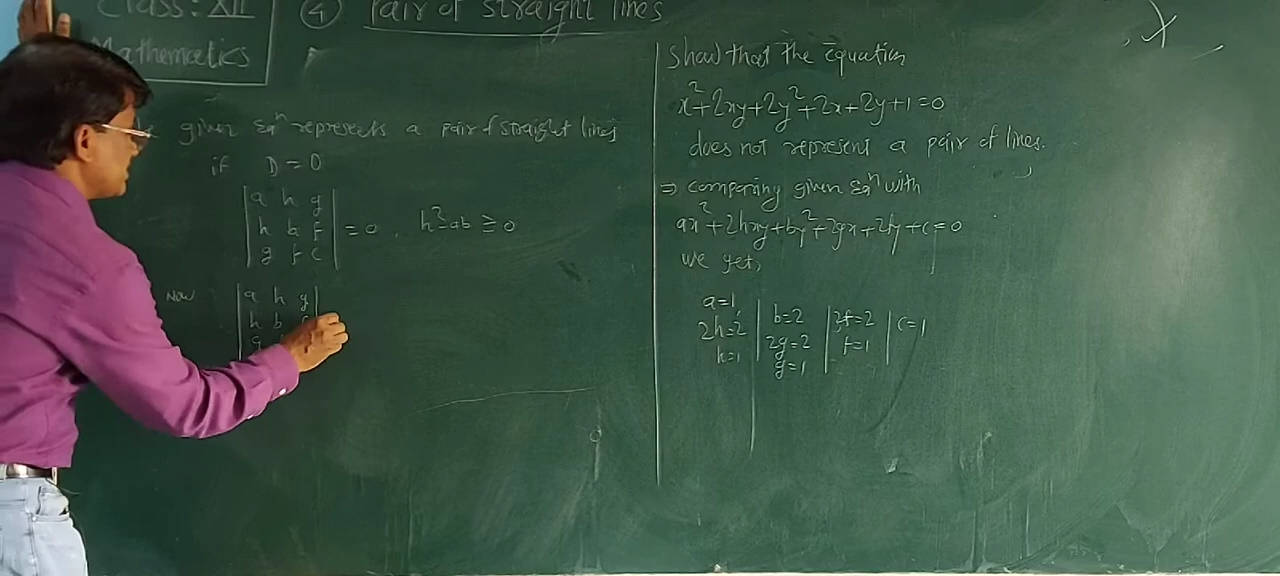 Class: XII
④ Pair of straight lines
Mathematics
given Eqⁿ represents a pair of straight lines
if D = 0
| a h g |
| h b f | = 0, h² - ab ≥ 0
| g f c |
Now | a h g |
| h b
| g
Show that the Equation
x² + 2xy + 2y² + 2x + 2y + 1 = 0
does not represent a pair of lines.
⇒ comparing given Eqⁿ with
ax² + 2hxy + by² + 2gx + 2fy + c = 0
we get,
a = 1,
2h = 2 | b = 2 | 2f = 2 | c = 1
h = 1 | 2g = 2 | f = 1
g = 1